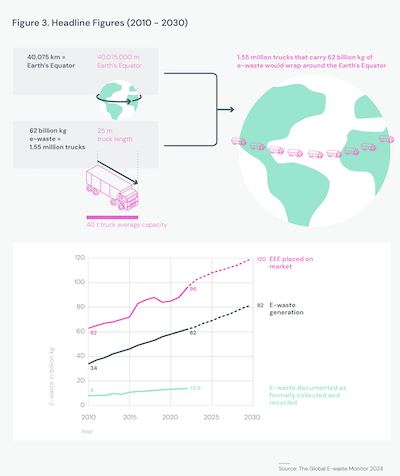 Figure 3. Headline Figures (2010 - 2030)
40,075 km =
Earth's Equator
40,075,000 m
Earth's Equator
62 billion kg
e-waste =
1.55 million trucks
25 m
truck length
40 t truck average capacity
1.55 million trucks that carry 62 billion kg of
e-waste would wrap around the Earth's Equator
E-waste in billion kg
120
100
80
60
40
20
0
62
96
120
EEE placed on
market
34
62
82
E-waste
generation
8
13.8
E-waste documented as
formally collected and
recycled
2010
2015
2020
2025
2030
Year
Source: The Global E-waste Monitor 2024